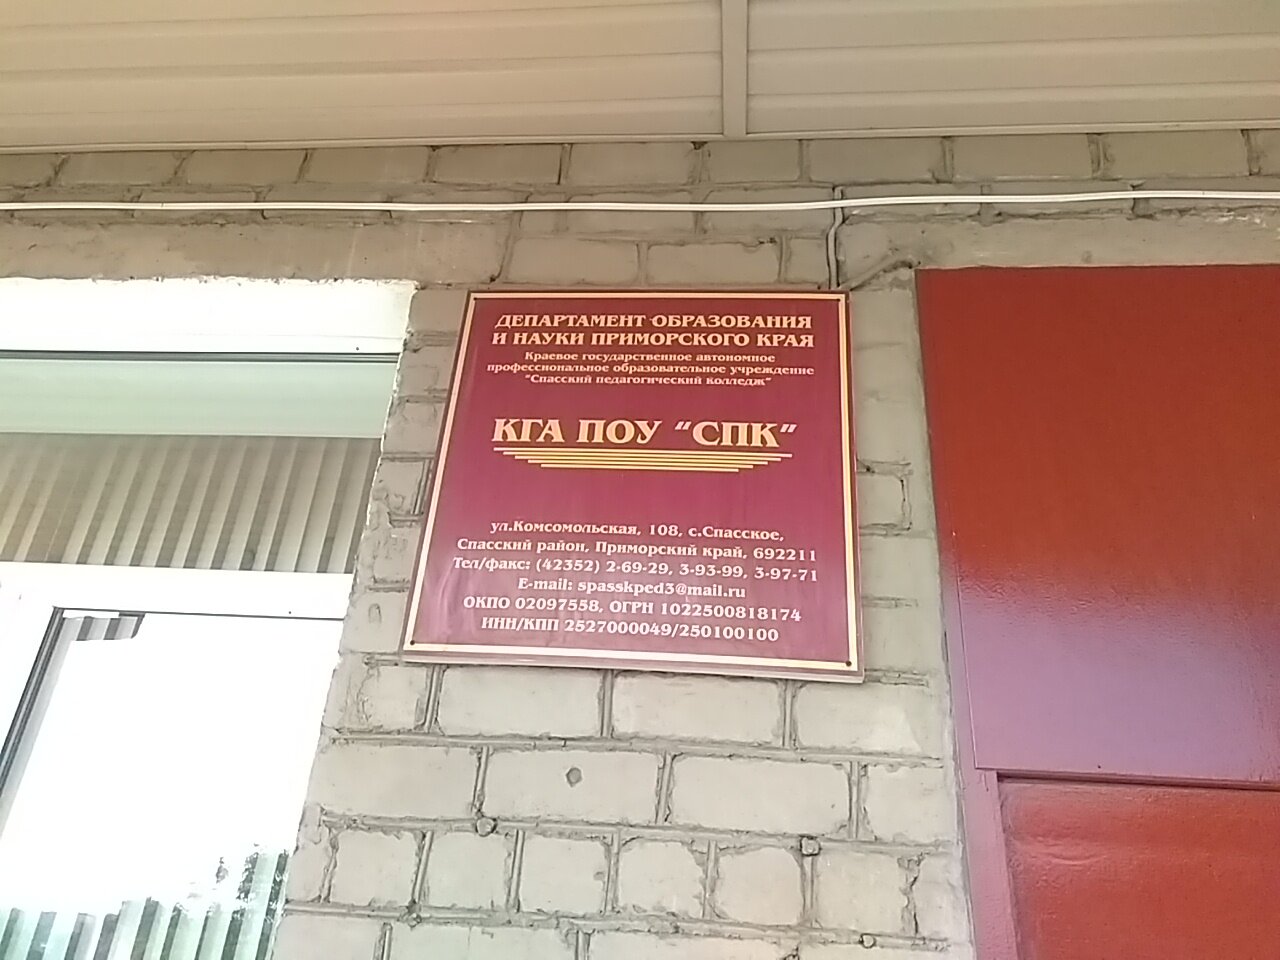 ДЕПАРТАМЕНТ ОБРАЗОВАНИЯ
И НАУКИ ПРИМОРСКОГО КРАЯ
Краевое государственное автономное
профессиональное образовательное учреждение
"Спасский педагогический колледж"
КГА ПОУ "СПК"
ул.Комсомольская, 108, с.Спасское,
Спасский район, Приморский край, 692211
Тел/факс: (42352) 2-69-29, 3-93-99, 3-97-71
E-mail: spasskped3@mail.ru
ОКПО 02097558, ОГРН 1022500818174
ИНН/КПП 2527000049/250100100